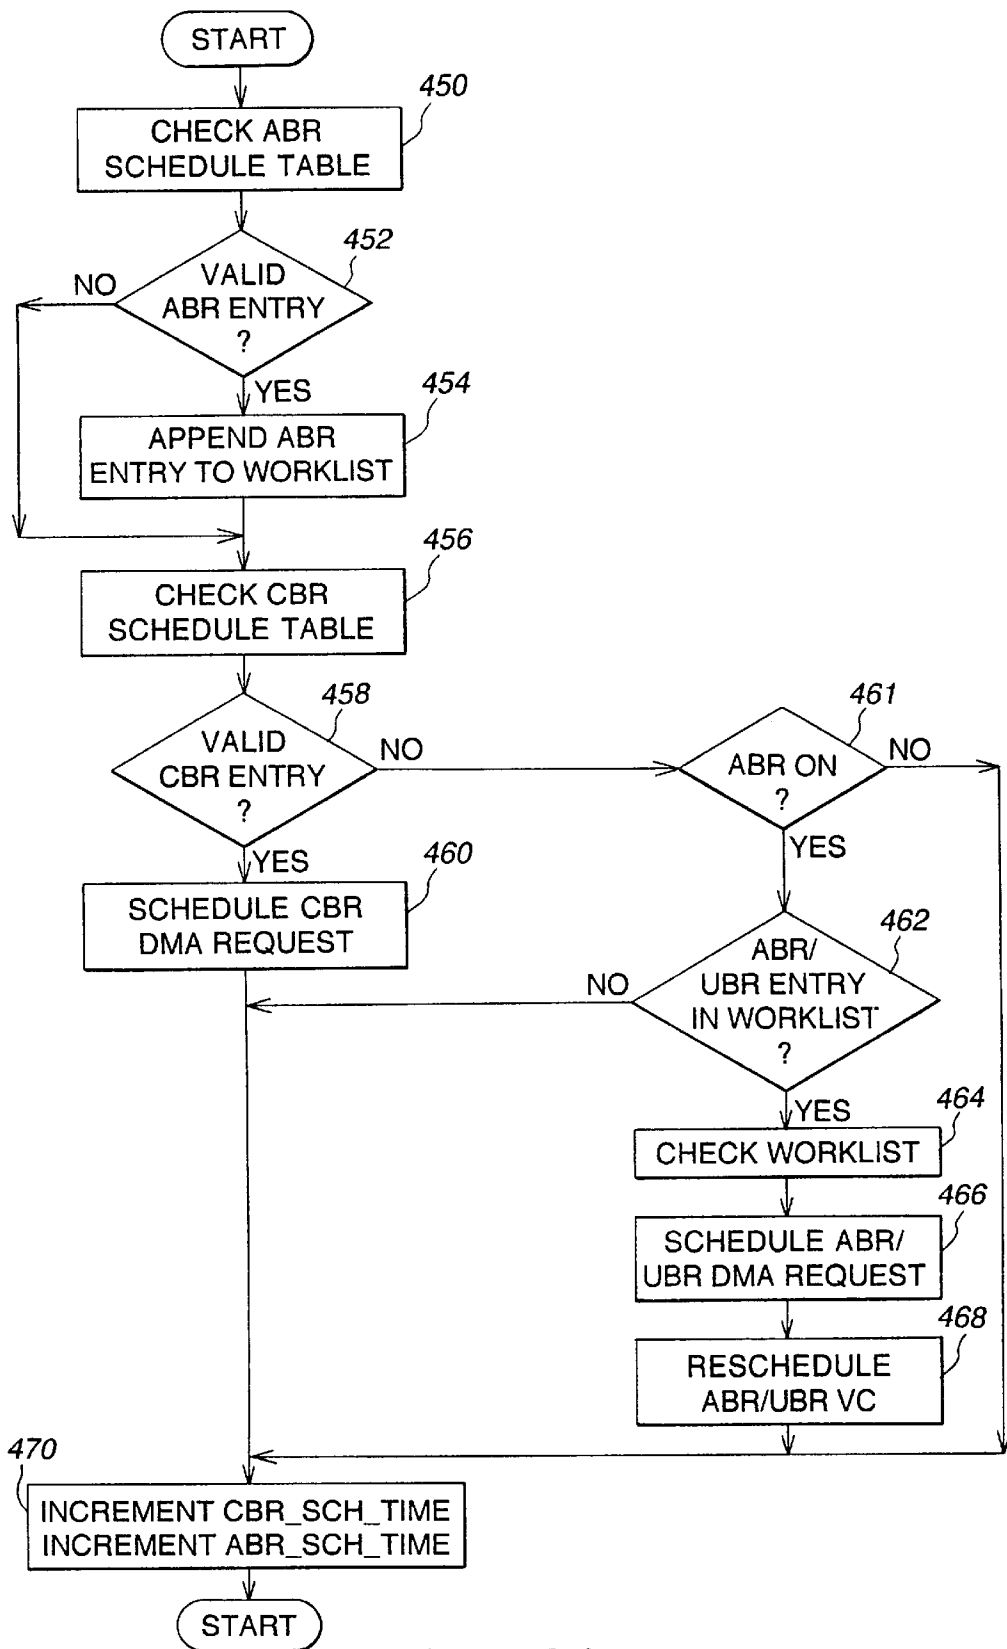 START
450
CHECK ABR
SCHEDULE TABLE
452
VALID
ABR ENTRY
?
NO
YES
454
APPEND ABR
ENTRY TO WORKLIST
456
CHECK CBR
SCHEDULE TABLE
458
VALID
CBR ENTRY
?
NO
YES
461
ABR ON
?
NO
YES
460
SCHEDULE CBR
DMA REQUEST
462
ABR/
UBR ENTRY
IN WORKLIST
?
NO
YES
464
CHECK WORKLIST
466
SCHEDULE ABR/
UBR DMA REQUEST
468
RESCHEDULE
ABR/UBR VC
470
INCREMENT CBR_SCH_TIME
INCREMENT ABR_SCH_TIME
START